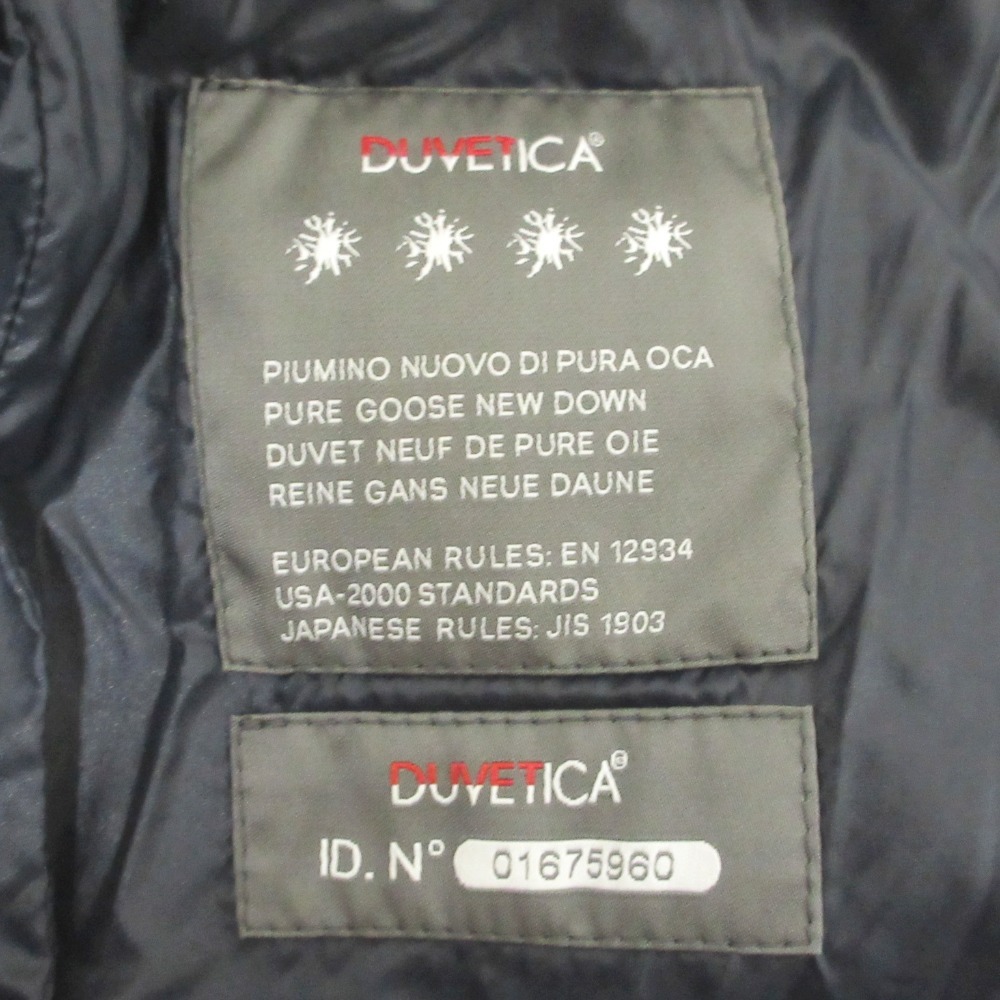 DUVETICA®
PIUMINO NUOVO DI PURA OCA
PURE GOOSE NEW DOWN
DUVET NEUF DE PURE OIE
REINE GANS NEUE DAUNE
EUROPEAN RULES: EN 12934
USA-2000 STANDARDS
JAPANESE RULES: JIS 1903
DUVETICA®
ID. N° 01675960